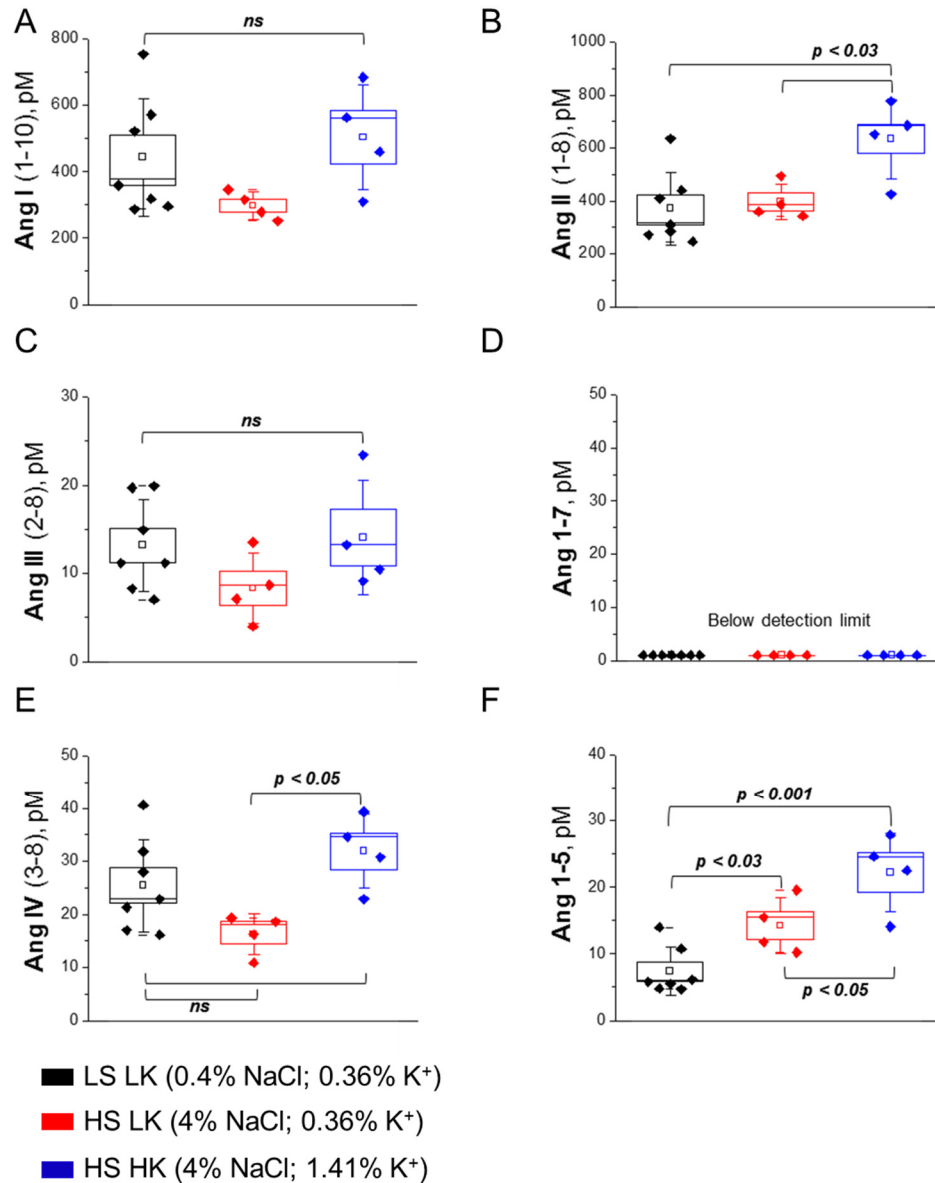 A
ns
Ang I (1-10), pM
800
600
400
200
0
B
p < 0.03
Ang II (1-8), pM
1000
800
600
400
200
0
C
ns
Ang III (2-8), pM
30
20
10
0
D
Ang 1-7, pM
50
40
30
20
10
0
Below detection limit
E
p < 0.05
Ang IV (3-8), pM
50
40
30
20
10
0
ns
F
p < 0.001
p < 0.03
p < 0.05
Ang 1-5, pM
40
30
20
10
0
LS LK (0.4% NaCl; 0.36% K⁺)
HS LK (4% NaCl; 0.36% K⁺)
HS HK (4% NaCl; 1.41% K⁺)